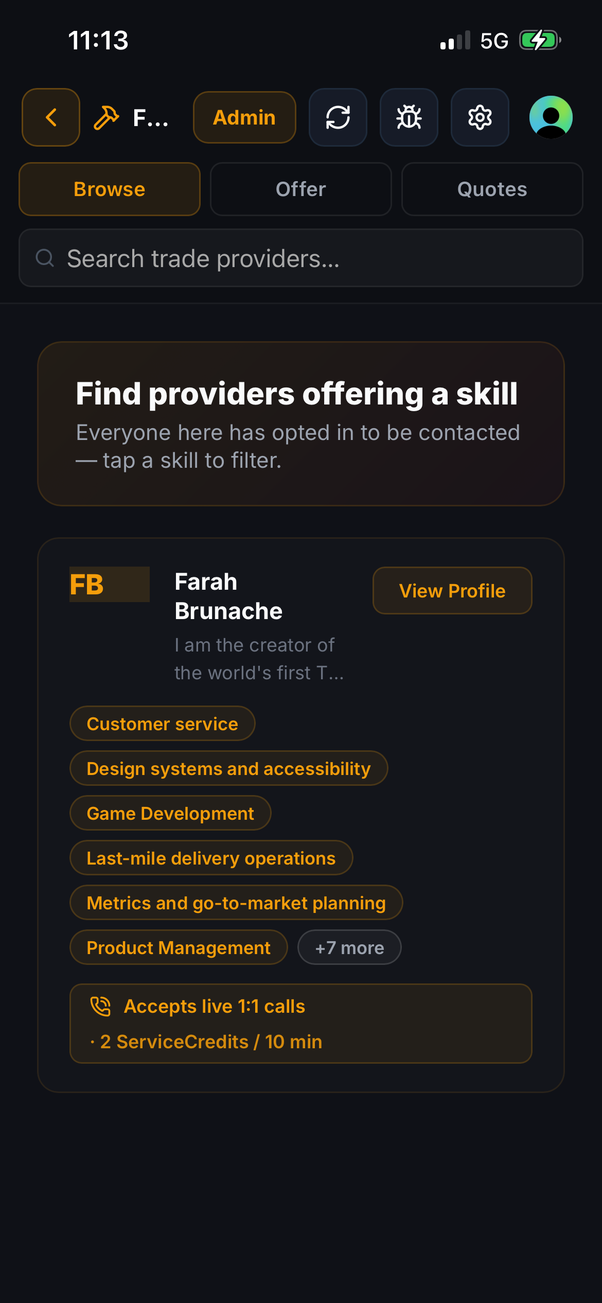 11:13
5G
F...
Admin
Browse
Offer
Quotes
Search trade providers...
Find providers offering a skill
Everyone here has opted in to be contacted
— tap a skill to filter.
FB
Farah
Brunache
View Profile
I am the creator of
the world's first T...
Customer service
Design systems and accessibility
Game Development
Last-mile delivery operations
Metrics and go-to-market planning
Product Management
+7 more
Accepts live 1:1 calls
· 2 ServiceCredits / 10 min